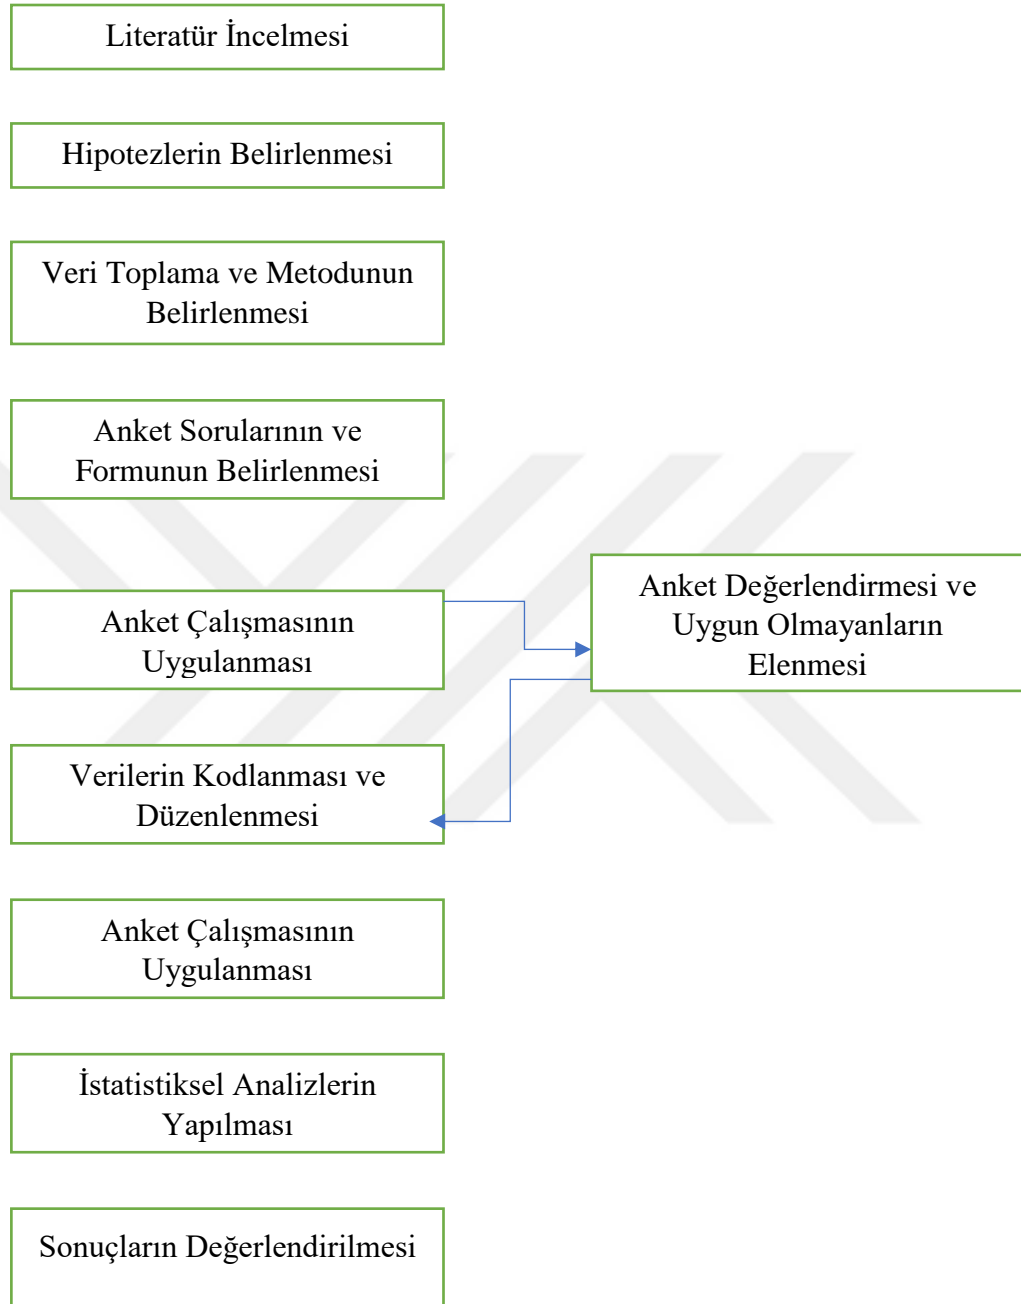 Literatür İncelmesi
Hipotezlerin Belirlenmesi
Veri Toplama ve Metodunun
Belirlenmesi
Anket Sorularının ve
Formunun Belirlenmesi
Anket Çalışmasının
Uygulanması
Anket Değerlendirmesi ve
Uygun Olmayanların
Elenmesi
Verilerin Kodlanması ve
Düzenlenmesi
Anket Çalışmasının
Uygulanması
İstatistiksel Analizlerin
Yapılması
Sonuçların Değerlendirilmesi